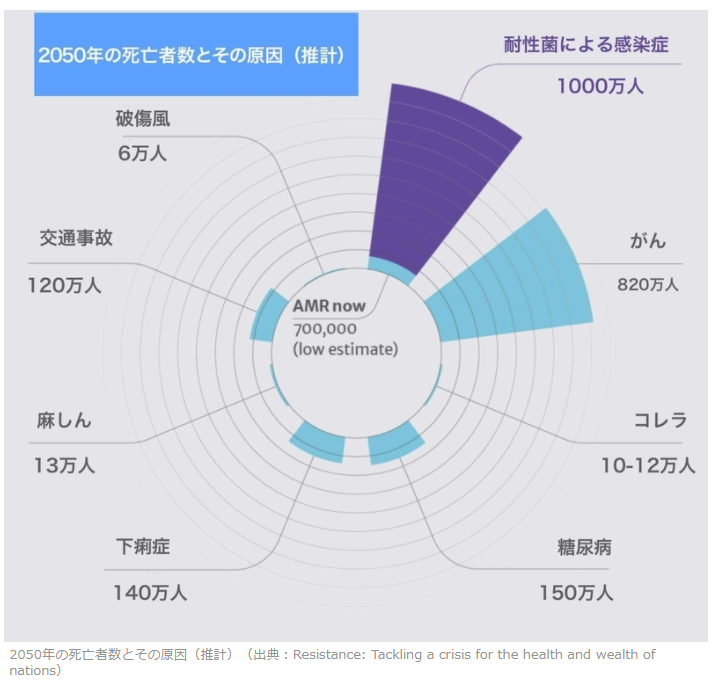 2050年の死亡者数とその原因（推計）
耐性菌による感染症
1000万人
破傷風
6万人
交通事故
120万人
がん
820万人
AMR now
700,000
(low estimate)
麻しん
13万人
コレラ
10-12万人
下痢症
140万人
糖尿病
150万人
2050年の死亡者数とその原因（推計）（出典：Resistance: Tackling a crisis for the health and wealth of
nations）